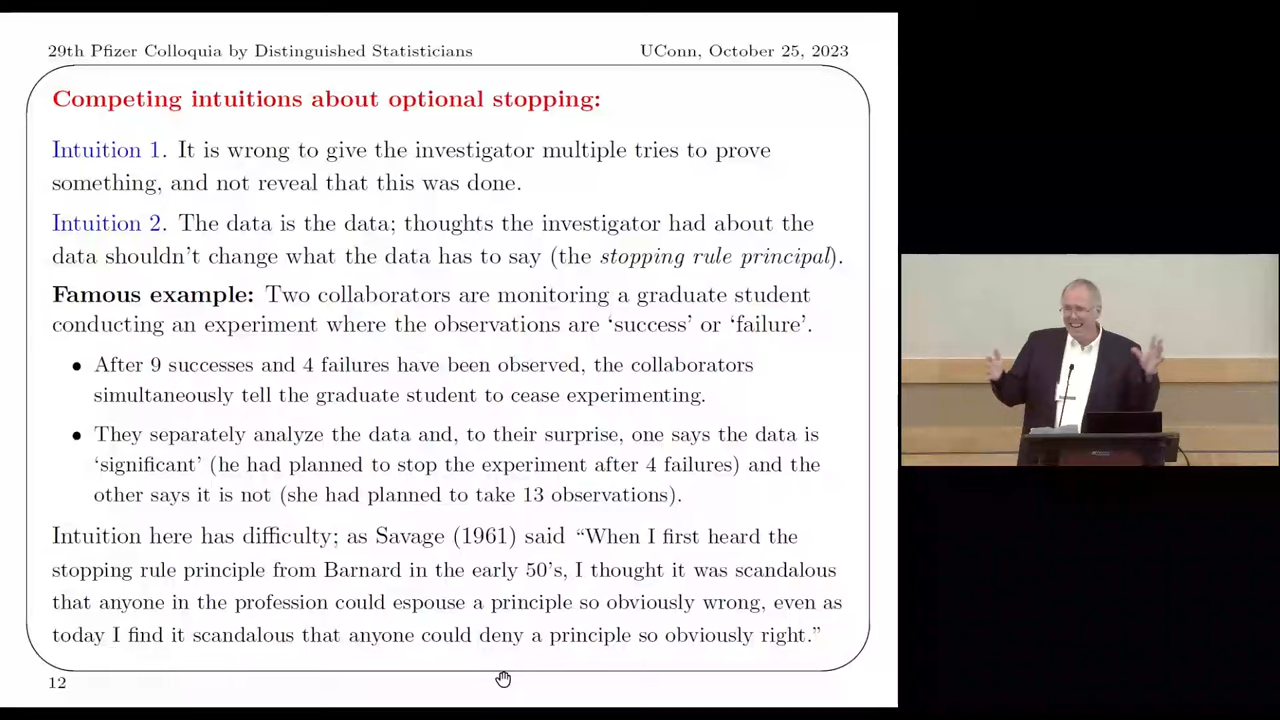 29th Pfizer Colloquia by Distinguished Statisticians UConn, October 25, 2023
Competing intuitions about optional stopping:
Intuition 1. It is wrong to give the investigator multiple tries to prove
something, and not reveal that this was done.
Intuition 2. The data is the data; thoughts the investigator had about the
data shouldn't change what the data has to say (the stopping rule principal).
Famous example: Two collaborators are monitoring a graduate student
conducting an experiment where the observations are ‘success’ or ‘failure’.
• After 9 successes and 4 failures have been observed, the collaborators
simultaneously tell the graduate student to cease experimenting.
• They separately analyze the data and, to their surprise, one says the data is
‘significant’ (he had planned to stop the experiment after 4 failures) and the
other says it is not (she had planned to take 13 observations).
Intuition here has difficulty; as Savage (1961) said “When I first heard the
stopping rule principle from Barnard in the early 50's, I thought it was scandalous
that anyone in the profession could espouse a principle so obviously wrong, even as
today I find it scandalous that anyone could deny a principle so obviously right.”
12